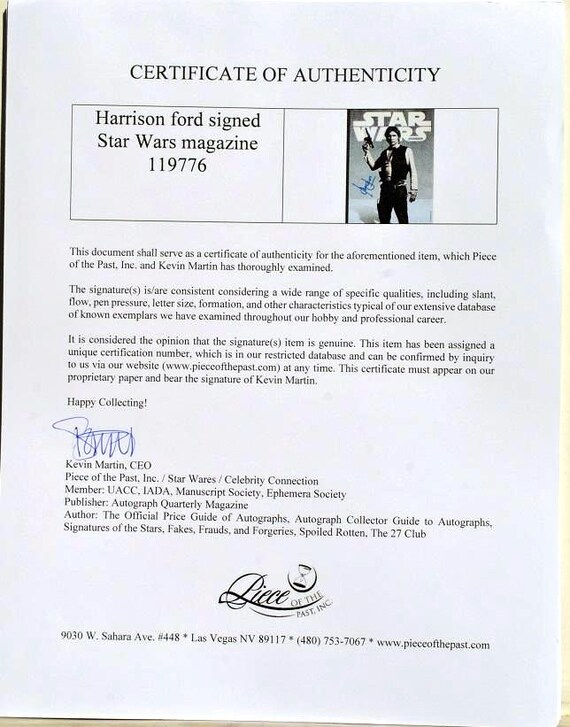 CERTIFICATE OF AUTHENTICITY
Harrison ford signed
Star Wars magazine
119776
STAR
WARS
This document shall serve as a certificate of authenticity for the aforementioned item, which Piece
of the Past, Inc. and Kevin Martin has thoroughly examined.
The signature(s) is/are consistent considering a wide range of specific qualities, including slant,
flow, pen pressure, letter size, formation, and other characteristics typical of our extensive database
of known exemplars we have examined throughout our hobby and professional career.
It is considered the opinion that the signature(s) item is genuine. This item has been assigned a
unique certification number, which is in our restricted database and can be confirmed by inquiry
to us via our website (www.pieceofthepast.com) at any time. This certificate must appear on our
proprietary paper and bear the signature of Kevin Martin.
Happy Collecting!
Kevin Martin, CEO
Piece of the Past, Inc. / Star Wares / Celebrity Connection
Member: UACC, IADA, Manuscript Society, Ephemera Society
Publisher: Autograph Quarterly Magazine
Author: The Official Price Guide of Autographs, Autograph Collector Guide to Autographs,
Signatures of the Stars, Fakes, Frauds, and Forgeries, Spoiled Rotten, The 27 Club
Piece OF THE
PAST, INC.
9030 W. Sahara Ave. #448 * Las Vegas NV 89117 * (480) 753-7067 * www.pieceofthepast.com